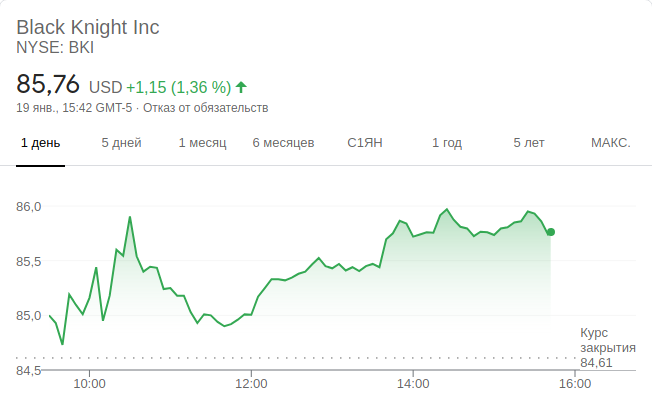 Black Knight Inc
NYSE: BKI
85,76 USD +1,15 (1,36 %)
19 янв., 15:42 GMT-5 · Отказ от обязательств
1 день 5 дней 1 месяц 6 месяцев С1ЯН 1 год 5 лет МАКС.
86,0
85,5
85,0
84,5
Курс
закрытия
84,61
10:00 12:00 14:00 16:00